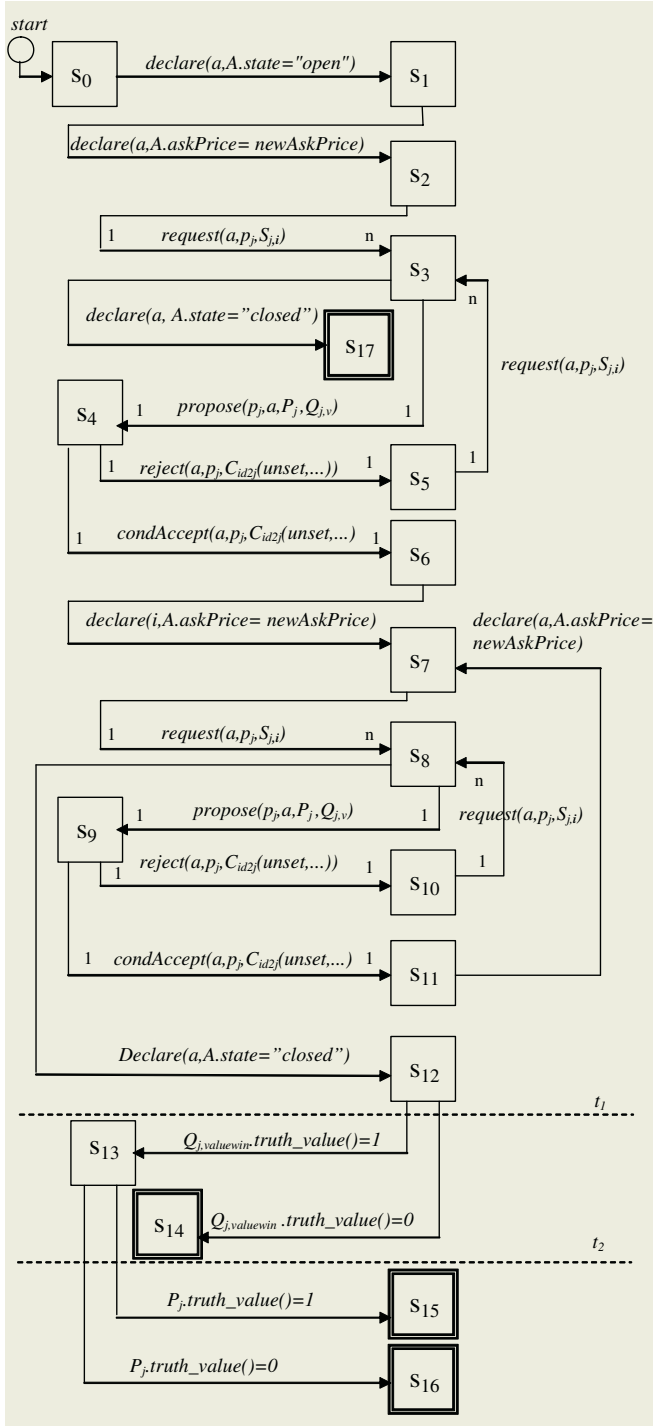 start
s0 declare(a,A.state="open") s1
declare(a,A.askPrice= newAskPrice)
s2
1 request(a,pj,Sj,i) n
s3
n
declare(a, A.state=”closed”)
s17
request(a,pj,Sj,i)
s4 1 propose(pj,a,Pj,Qj,v) 1
1 reject(a,pj,Cid2j(unset,...)) 1 s5 1
1 condAccept(a,pj,Cid2j(unset,...) 1 s6
declare(i,A.askPrice= newAskPrice)
declare(a,A.askPrice=
newAskPrice)
s7
1 request(a,pj,Sj,i) n
s8
n
s9 1 propose(pj,a,Pj,Qj,v) 1 request(a,pj,Sj,i)
1 reject(a,pj,Cid2j(unset,...)) 1 s10 1
1 condAccept(a,pj,Cid2j(unset,...) 1 s11
Declare(a,A.state=”closed”)
s12
t1
s13 Qj,valuewin.truth_value()=1
s14 Qj,valuewin .truth_value()=0
t2
Pj.truth_value()=1 s15
Pj.truth_value()=0 s16